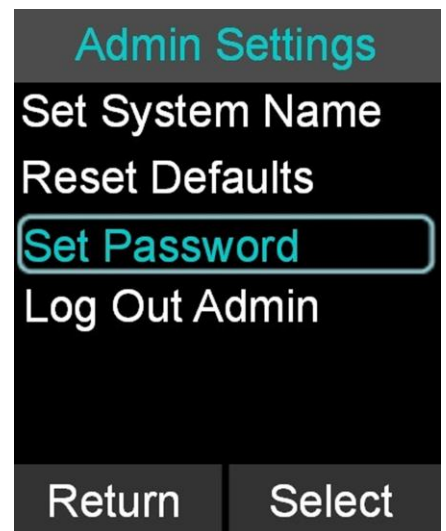 Admin Settings
Set System Name
Reset Defaults
Set Password
Log Out Admin
Return Select